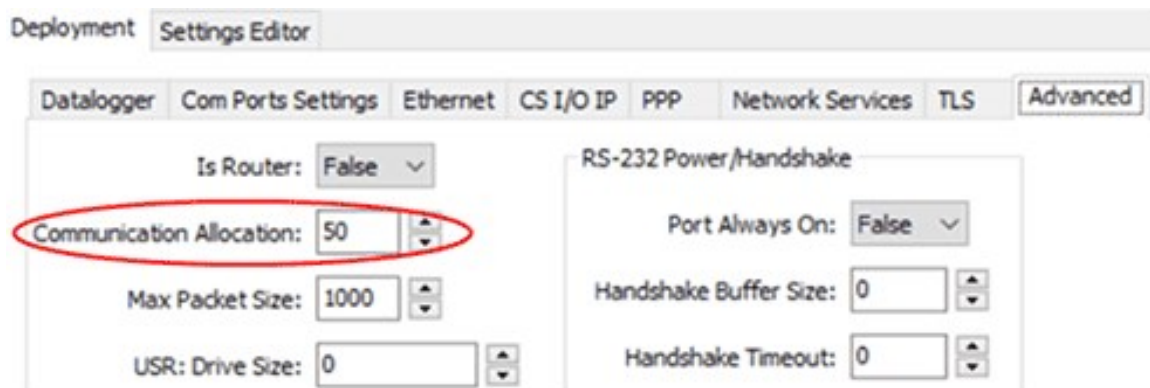 Deployment Settings Editor
Datalogger Com Ports Settings Ethernet CS I/O IP PPP Network Services TLS Advanced
Is Router: False
Communication Allocation: 50
Max Packet Size: 1000
USR: Drive Size: 0
RS-232 Power/Handshake
Port Always On: False
Handshake Buffer Size: 0
Handshake Timeout: 0